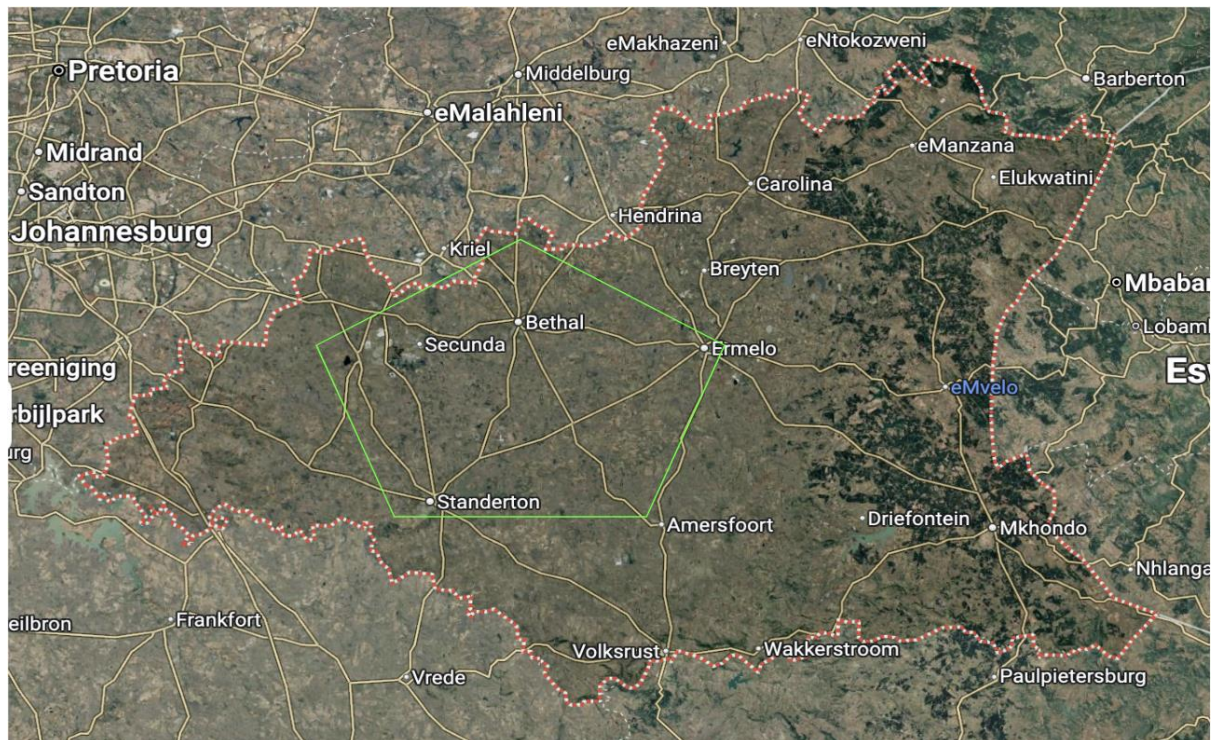 eMakhazeni
eNtokozweni
Pretoria
Middelburg
Barberton
eMalahleni
Midrand
eManzana
Elukwatini
Sandton
Carolina
Hendrina
Johannesburg
Kriel
Breyten
Mbabar
Bethal
Lobaml
Secunda
Ermelo
reeniging
Esv
eMvelo
rbijlpark
urg
Standerton
Driefontein
Amersfoort
Mkhondo
Nhlanga
eilbron
Frankfort
Volksrust
Wakkerstroom
Vrede
Paulpietersburg